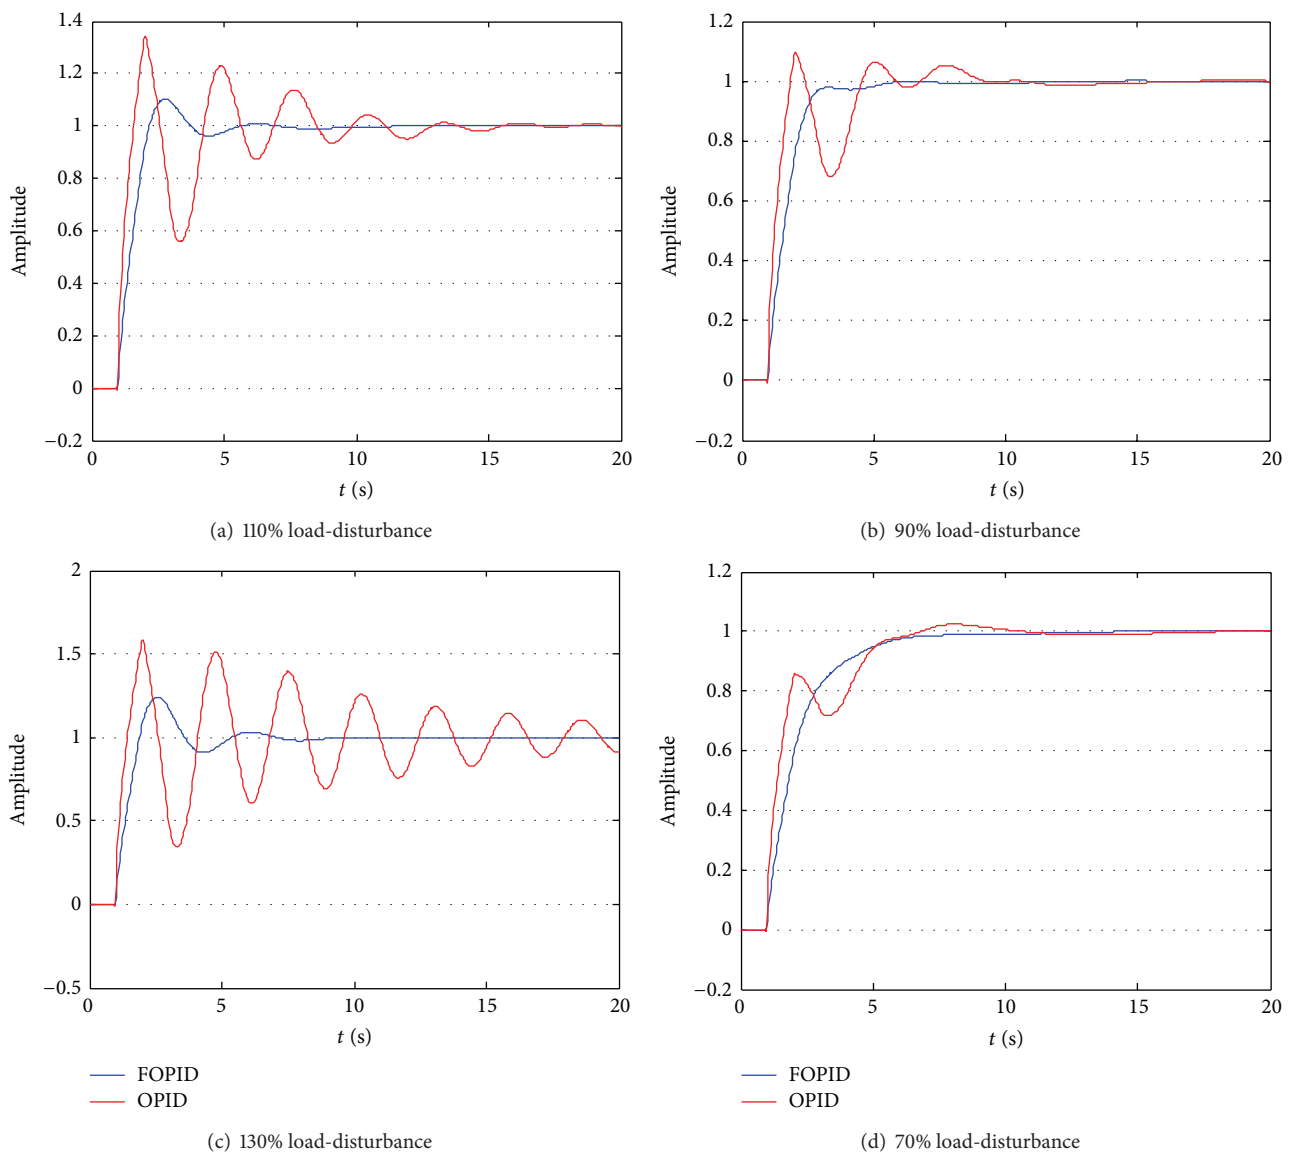 1.4
1.2
1
0.8
0.6
0.4
0.2
0
−0.2
Amplitude
0 5 10 15 20
t (s)
(a) 110% load-disturbance
1.2
1
0.8
0.6
0.4
0.2
0
−0.2
Amplitude
0 5 10 15 20
t (s)
(b) 90% load-disturbance
2
1.5
1
0.5
0
−0.5
Amplitude
0 5 10 15 20
t (s)
FOPID
OPID
(c) 130% load-disturbance
1.2
1
0.8
0.6
0.4
0.2
0
−0.2
Amplitude
0 5 10 15 20
t (s)
FOPID
OPID
(d) 70% load-disturbance